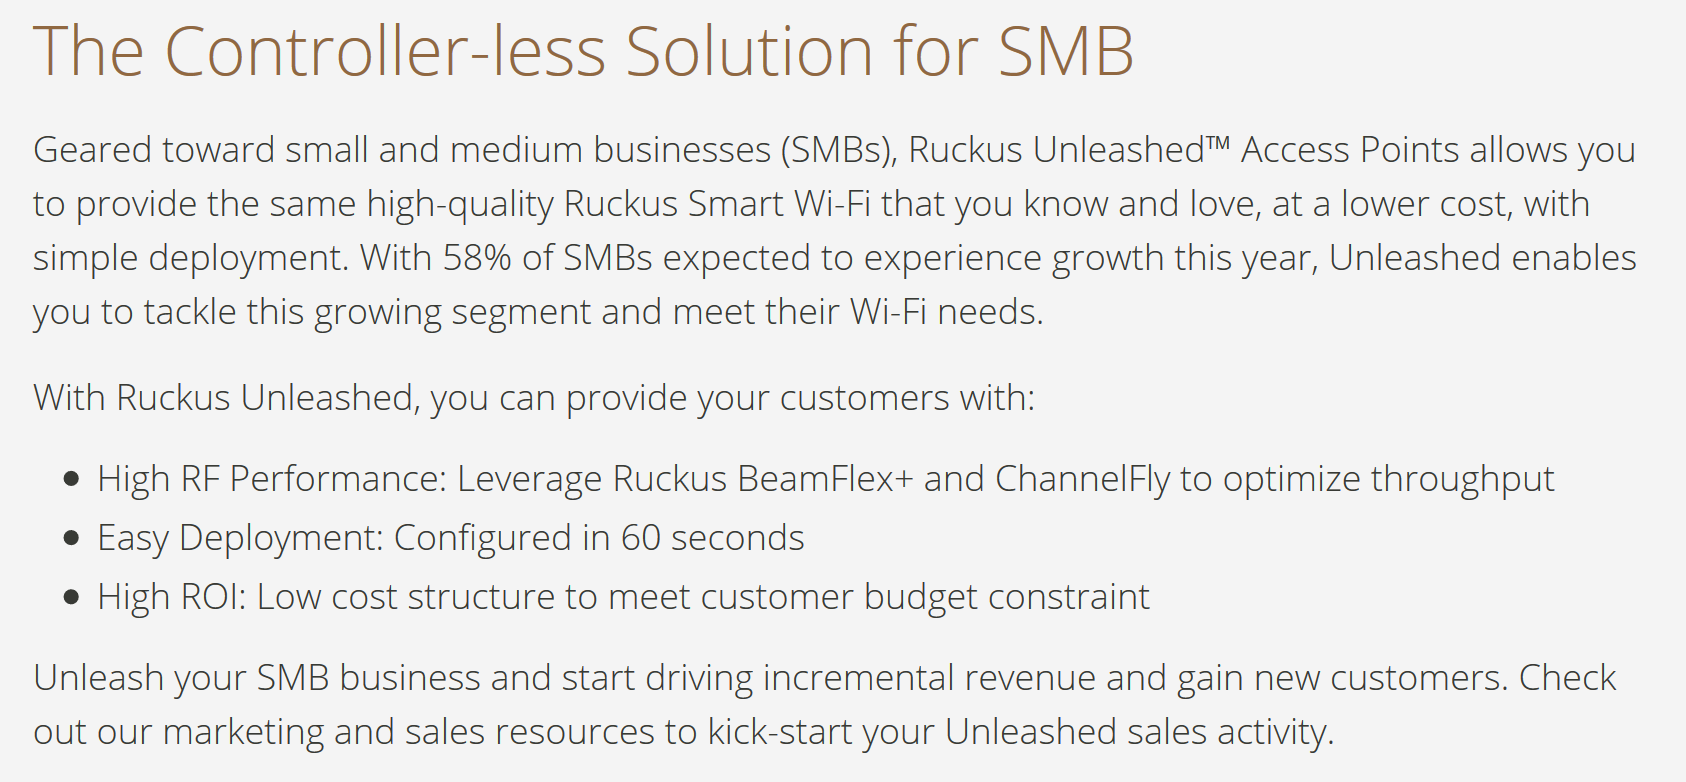 The Controller-less Solution for SMB
Geared toward small and medium businesses (SMBs), Ruckus Unleashed™ Access Points allows you
to provide the same high-quality Ruckus Smart Wi-Fi that you know and love, at a lower cost, with
simple deployment. With 58% of SMBs expected to experience growth this year, Unleashed enables
you to tackle this growing segment and meet their Wi-Fi needs.
With Ruckus Unleashed, you can provide your customers with:
• High RF Performance: Leverage Ruckus BeamFlex+ and ChannelFly to optimize throughput
• Easy Deployment: Configured in 60 seconds
• High ROI: Low cost structure to meet customer budget constraint
Unleash your SMB business and start driving incremental revenue and gain new customers. Check
out our marketing and sales resources to kick-start your Unleashed sales activity.